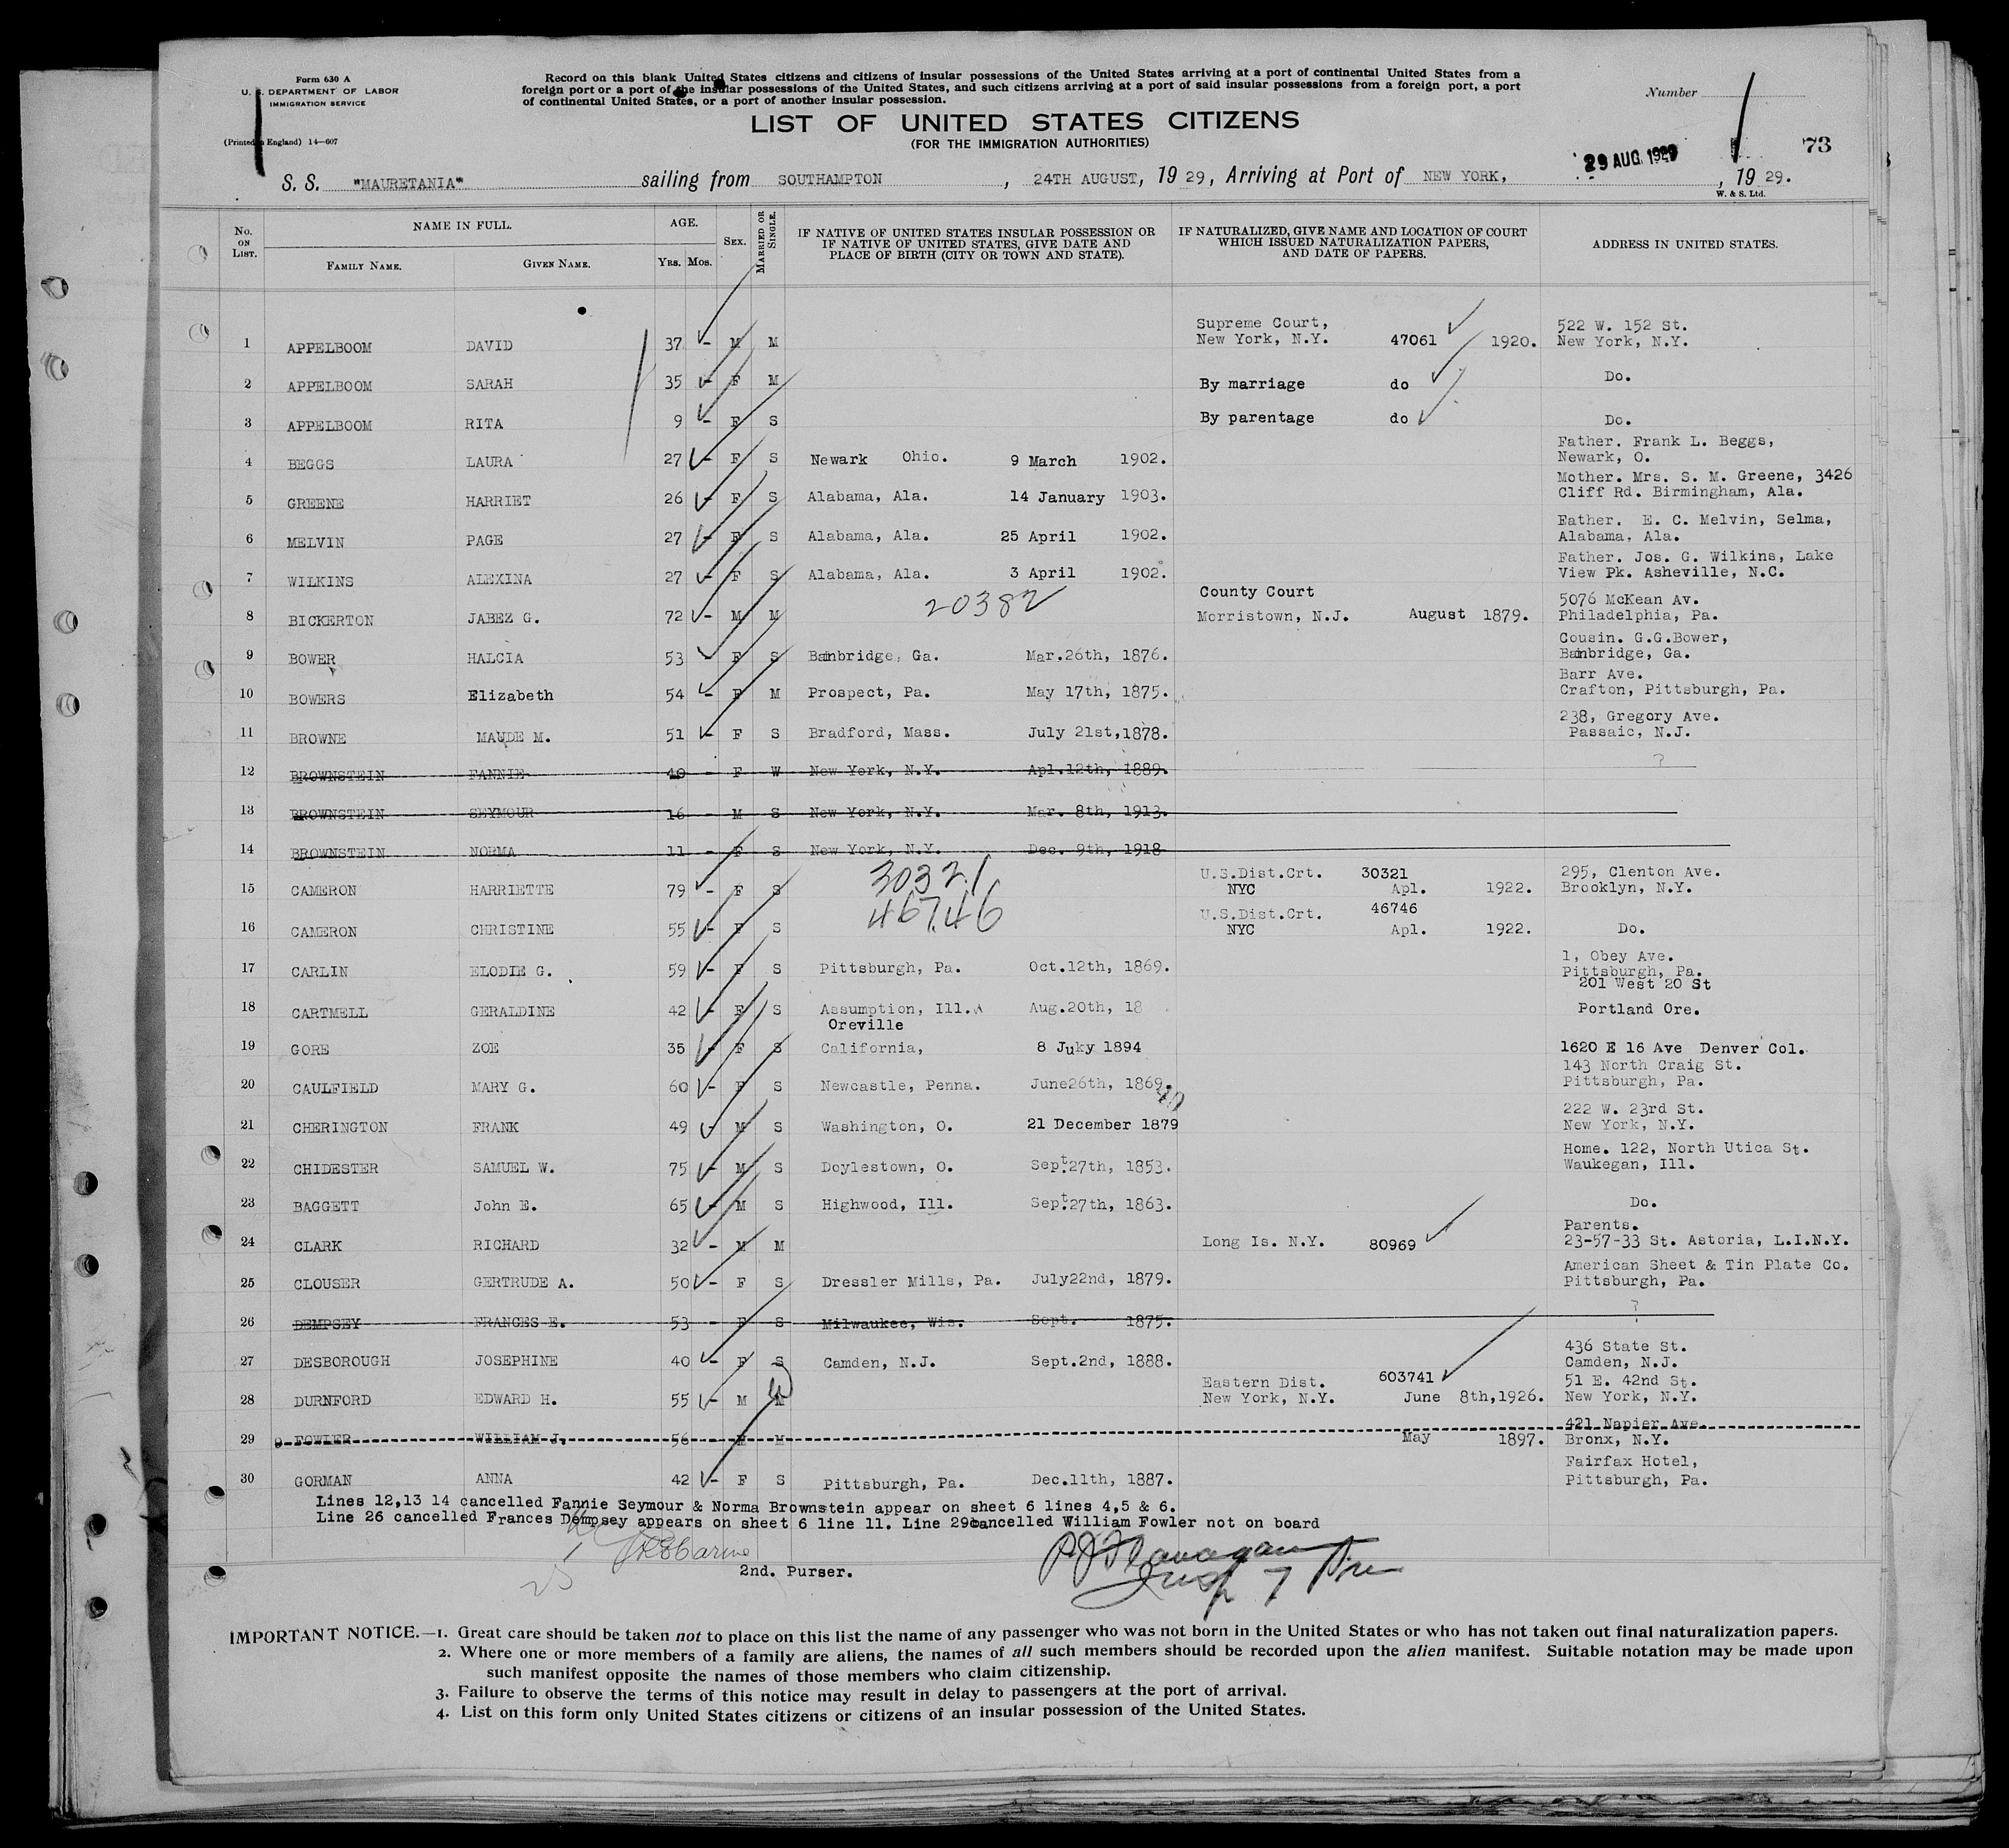 Form 630 A
U. S. DEPARTMENT OF LABOR
IMMIGRATION SERVICE
(Printed in England) 14—607
Record on this blank United States citizens and citizens of insular possessions of the United States arriving at a port of continental United States from a
foreign port or a port of the insular possessions of the United States, and such citizens arriving at a port of said insular possessions from a foreign port, a port
of continental United States, or a port of another insular possession.
Number
LIST OF UNITED STATES CITIZENS
(FOR THE IMMIGRATION AUTHORITIES)
29 AUG 1929
73
S. S. "MAURETANIA" sailing from SOUTHAMPTON, 24TH AUGUST, 19 29, Arriving at Port of NEW YORK, , 19 29.
W. & S. Ltd.
No. ON LIST. NAME IN FULL. FAMILY NAME. GIVEN NAME. AGE. YRS. MOS. SEX. MARRIED OR SINGLE. IF NATIVE OF UNITED STATES INSULAR POSSESSION OR IF NATIVE OF UNITED STATES, GIVE DATE AND PLACE OF BIRTH (CITY OR TOWN AND STATE). IF NATURALIZED, GIVE NAME AND LOCATION OF COURT WHICH ISSUED NATURALIZATION PAPERS, AND DATE OF PAPERS. ADDRESS IN UNITED STATES.
1 APPELBOOM DAVID 37 - M M Supreme Court, New York, N.Y. 47061 1920. 522 W. 152 St. New York, N.Y.
2 APPELBOOM SARAH 35 - F M By marriage do Do.
3 APPELBOOM RITA 9 - F S By parentage do Do.
4 BEGGS LAURA 27 - F S Newark Ohio. 9 March 1902. Father. Frank L. Beggs, Newark, O.
5 GREENE HARRIET 26 - F S Alabama, Ala. 14 January 1903. Mother. Mrs. S. M. Greene, 3426 Cliff Rd. Birmingham, Ala.
6 MELVIN PAGE 27 - F S Alabama, Ala. 25 April 1902. Father. E. C. Melvin, Selma, Alabama, Ala.
7 WILKINS ALEXINA 27 - F S Alabama, Ala. 3 April 1902. Father. Jos. G. Wilkins, Lake View Pk. Asheville, N.C.
8 BICKERTON JABEZ G. 72 - M M 20382 County Court Morristown, N.J. August 1879. 5076 McKean Av. Philadelphia, Pa.
9 BOWER HALCIA 53 - F S Bainbridge, Ga. Mar.26th, 1876. Cousin. G.G.Bower, Bainbridge, Ga.
10 BOWERS Elizabeth 54 - F M Prospect, Pa. May 17th, 1875. Barr Ave. Crafton, Pittsburgh, Pa.
11 BROWNE MAUDE M. 51 - F S Bradford, Mass. July 21st,1878. 238, Gregory Ave. Passaic, N.J.
12 BROWNSTEIN FANNIE 40 - F W New York, N.Y. Apl.12th, 1889. ?
13 BROWNSTEIN SEYMOUR 16 - M S New York, N.Y. Mar. 8th, 1913.
14 BROWNSTEIN NORMA 11 - F S New York, N.Y. Dec. 9th, 1918
15 CAMERON HARRIETTE 79 - F S 30321 U.S.Dist.Crt. NYC 30321 Apl. 1922. 295, Clenton Ave. Brooklyn, N.Y.
16 CAMERON CHRISTINE 55 - F S 46746 U.S.Dist.Crt. NYC 46746 Apl. 1922. Do.
17 CARLIN ELODIE G. 59 - F S Pittsburgh, Pa. Oct.12th, 1869. 1, Obey Ave. Pittsburgh, Pa.
18 CARTMELL GERALDINE 42 - F S Assumption, Ill. Aug.20th, 18 201 West 20 St Portland Ore.
19 GORE ZOE 35 - F S Oreville California, 8 Juky 1894 1620 E 16 Ave Denver Col.
20 CAULFIELD MARY G. 60 - F S Newcastle, Penna. June26th, 1869. 143 North Craig St. Pittsburgh, Pa.
21 CHERINGTON FRANK 49 - M S Washington, O. 21 December 1879 222 W. 23rd St. New York, N.Y.
22 CHIDESTER SAMUEL W. 75 - M S Doylestown, O. Sept.27th, 1853. Home. 122, North Utica St. Waukegan, Ill.
23 BAGGETT John E. 65 - M S Highwood, Ill. Sept.27th, 1863. Do.
24 CLARK RICHARD 32 - M M Long Is. N.Y. 80969 Parents. 23-57-33 St. Astoria, L.I.N.Y.
25 CLOUSER GERTRUDE A. 50 - F S Dressler Mills, Pa. July22nd, 1879. American Sheet & Tin Plate Co. Pittsburgh, Pa.
26 DEMPSEY FRANCES E. 53 - F S Milwaukee, Wis. Sept. 1875. ?
27 DESBOROUGH JOSEPHINE 40 - F S Camden, N.J. Sept.2nd, 1888. 436 State St. Camden, N.J.
28 DURNFORD EDWARD H. 55 - M M Eastern Dist. New York, N.Y. 603741 June 8th,1926. 51 E. 42nd St. New York, N.Y.
29 FOWLER WILLIAM J. 56 - M M May 1897. 421 Napier Ave Bronx, N.Y.
30 GORMAN ANNA 42 - F S Pittsburgh, Pa. Dec.11th, 1887. Fairfax Hotel, Pittsburgh, Pa.
Lines 12,13 14 cancelled Fannie Seymour & Norma Brownstein appear on sheet 6 lines 4,5 & 6.
Line 26 cancelled Frances Dempsey appears on sheet 6 line 11. Line 29 cancelled William Fowler not on board
25
2nd. Purser.
IMPORTANT NOTICE.—1. Great care should be taken not to place on this list the name of any passenger who was not born in the United States or who has not taken out final naturalization papers.
2. Where one or more members of a family are aliens, the names of all such members should be recorded upon the alien manifest. Suitable notation may be made upon
such manifest opposite the names of those members who claim citizenship.
3. Failure to observe the terms of this notice may result in delay to passengers at the port of arrival.
4. List on this form only United States citizens or citizens of an insular possession of the United States.